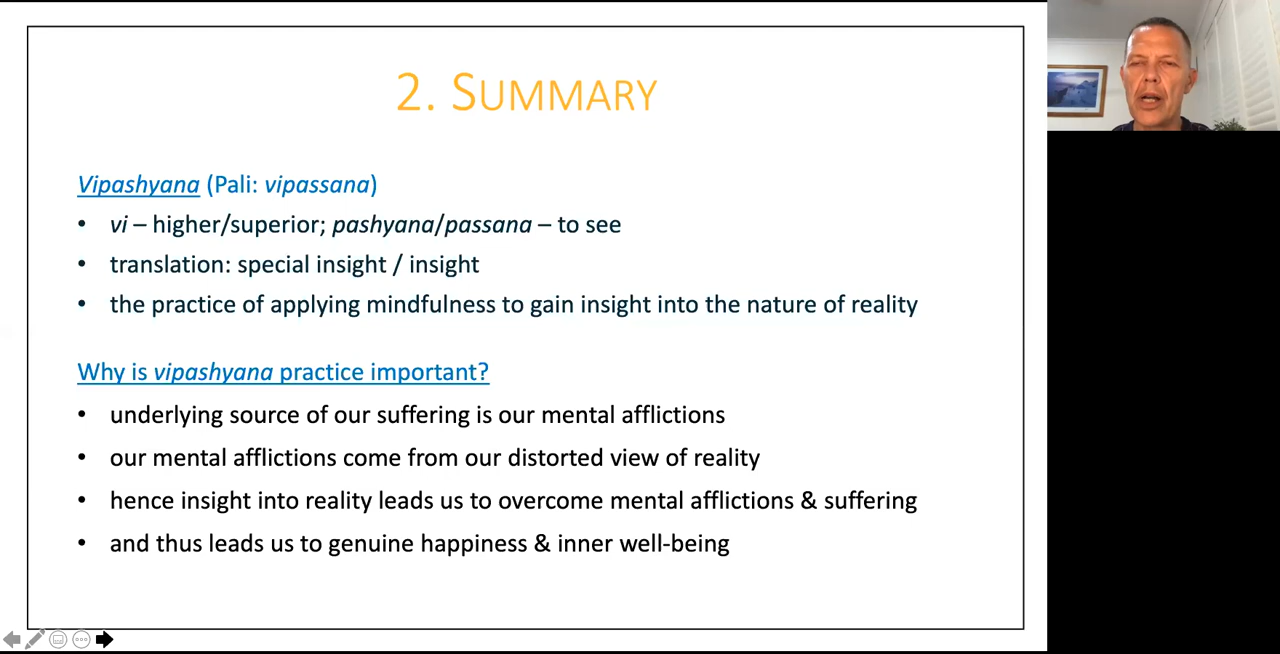 2. Summary
Vipashyana (Pali: vipassana)
• vi – higher/superior; pashyana/passana – to see
• translation: special insight / insight
• the practice of applying mindfulness to gain insight into the nature of reality
Why is vipashyana practice important?
• underlying source of our suffering is our mental afflictions
• our mental afflictions come from our distorted view of reality
• hence insight into reality leads us to overcome mental afflictions & suffering
• and thus leads us to genuine happiness & inner well-being